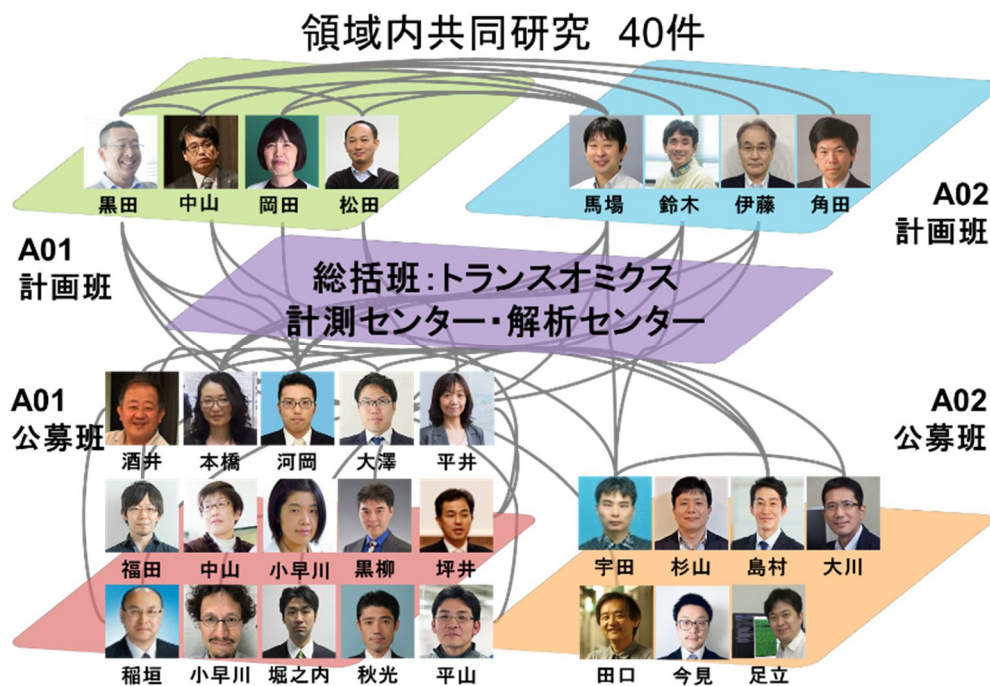 領域内共同研究 40件
黒田 中山 岡田 松田
馬場 鈴木 伊藤 角田
A01
計画班
A02
計画班
総括班:トランスオミクス
計測センター・解析センター
A01
公募班
A02
公募班
酒井 本橋 河岡 大澤 平井
福田 中山 小早川 黒柳 坪井
稲垣 小早川 堀之内 秋光 平山
宇田 杉山 島村 大川
田口 今見 足立